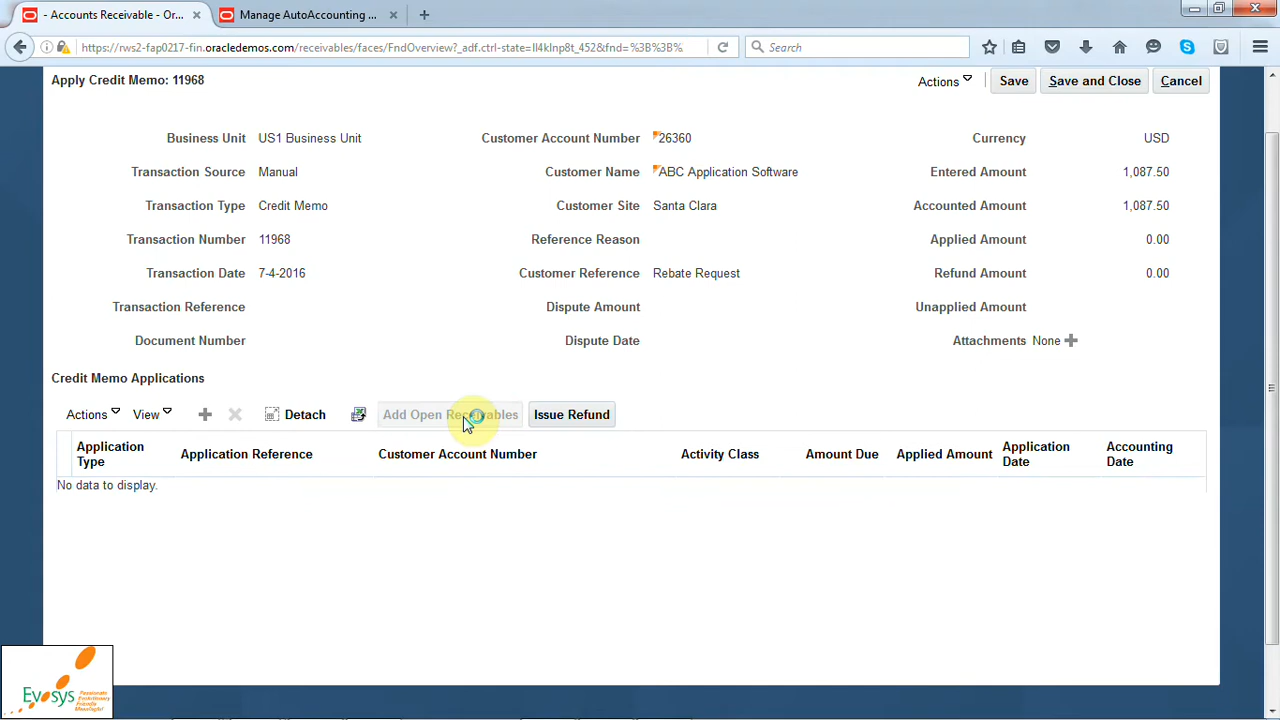 - Accounts Receivable - Or...
Manage AutoAccounting ...
https://rws2-fap0217-fin.oracledemos.com/receivables/faces/FndOverview?_adf.ctrl-state=ll4klnp8t_452&fnd=%3B%3B%
Search
Apply Credit Memo: 11968
Actions
Save
Save and Close
Cancel
Business Unit US1 Business Unit
Customer Account Number 26360
Currency USD
Transaction Source Manual
Customer Name ABC Application Software
Entered Amount 1,087.50
Transaction Type Credit Memo
Customer Site Santa Clara
Accounted Amount 1,087.50
Transaction Number 11968
Reference Reason
Applied Amount 0.00
Transaction Date 7-4-2016
Customer Reference Rebate Request
Refund Amount 0.00
Transaction Reference
Dispute Amount
Unapplied Amount
Document Number
Dispute Date
Attachments None
Credit Memo Applications
Actions View Detach Add Open Receivables Issue Refund
Application Type
Application Reference
Customer Account Number
Activity Class
Amount Due
Applied Amount
Application Date
Accounting Date
No data to display.
Evosys